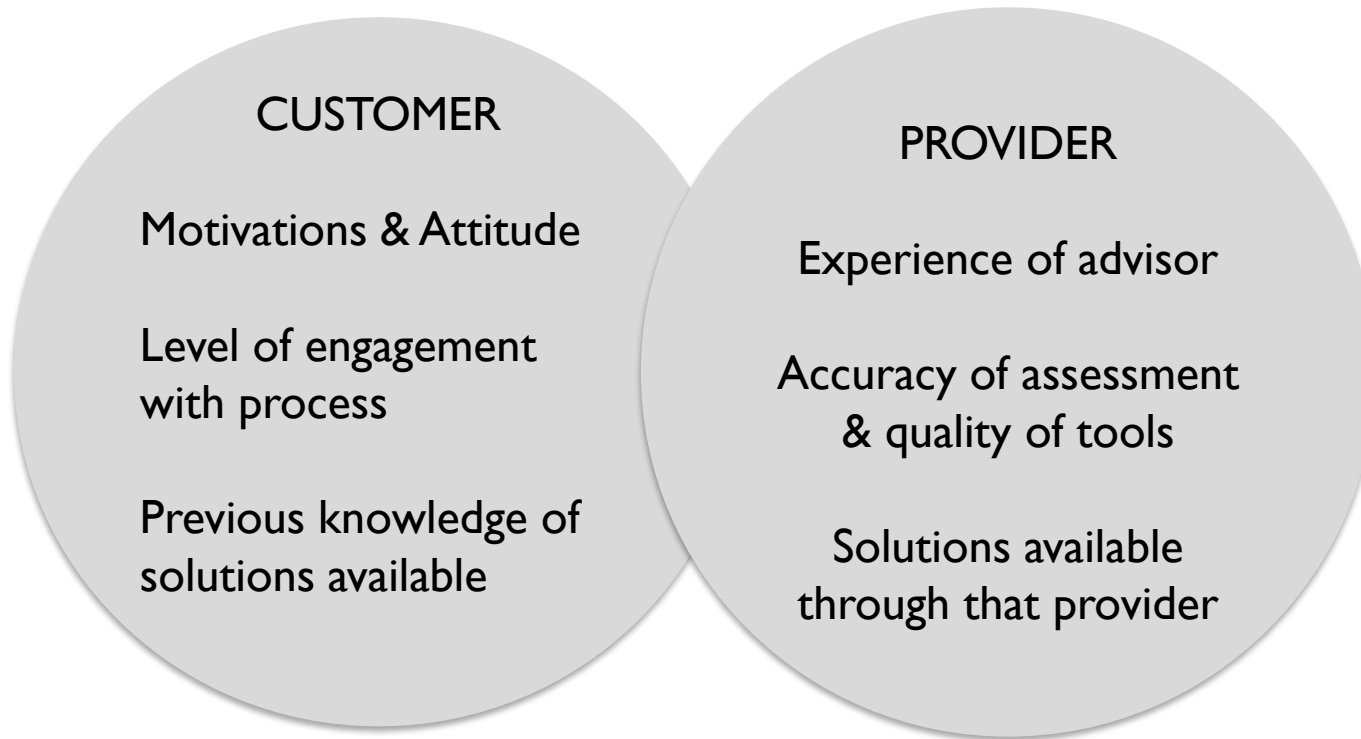 CUSTOMER
Motivations & Attitude
Level of engagement
with process
Previous knowledge of
solutions available
PROVIDER
Experience of advisor
Accuracy of assessment
& quality of tools
Solutions available
through that provider